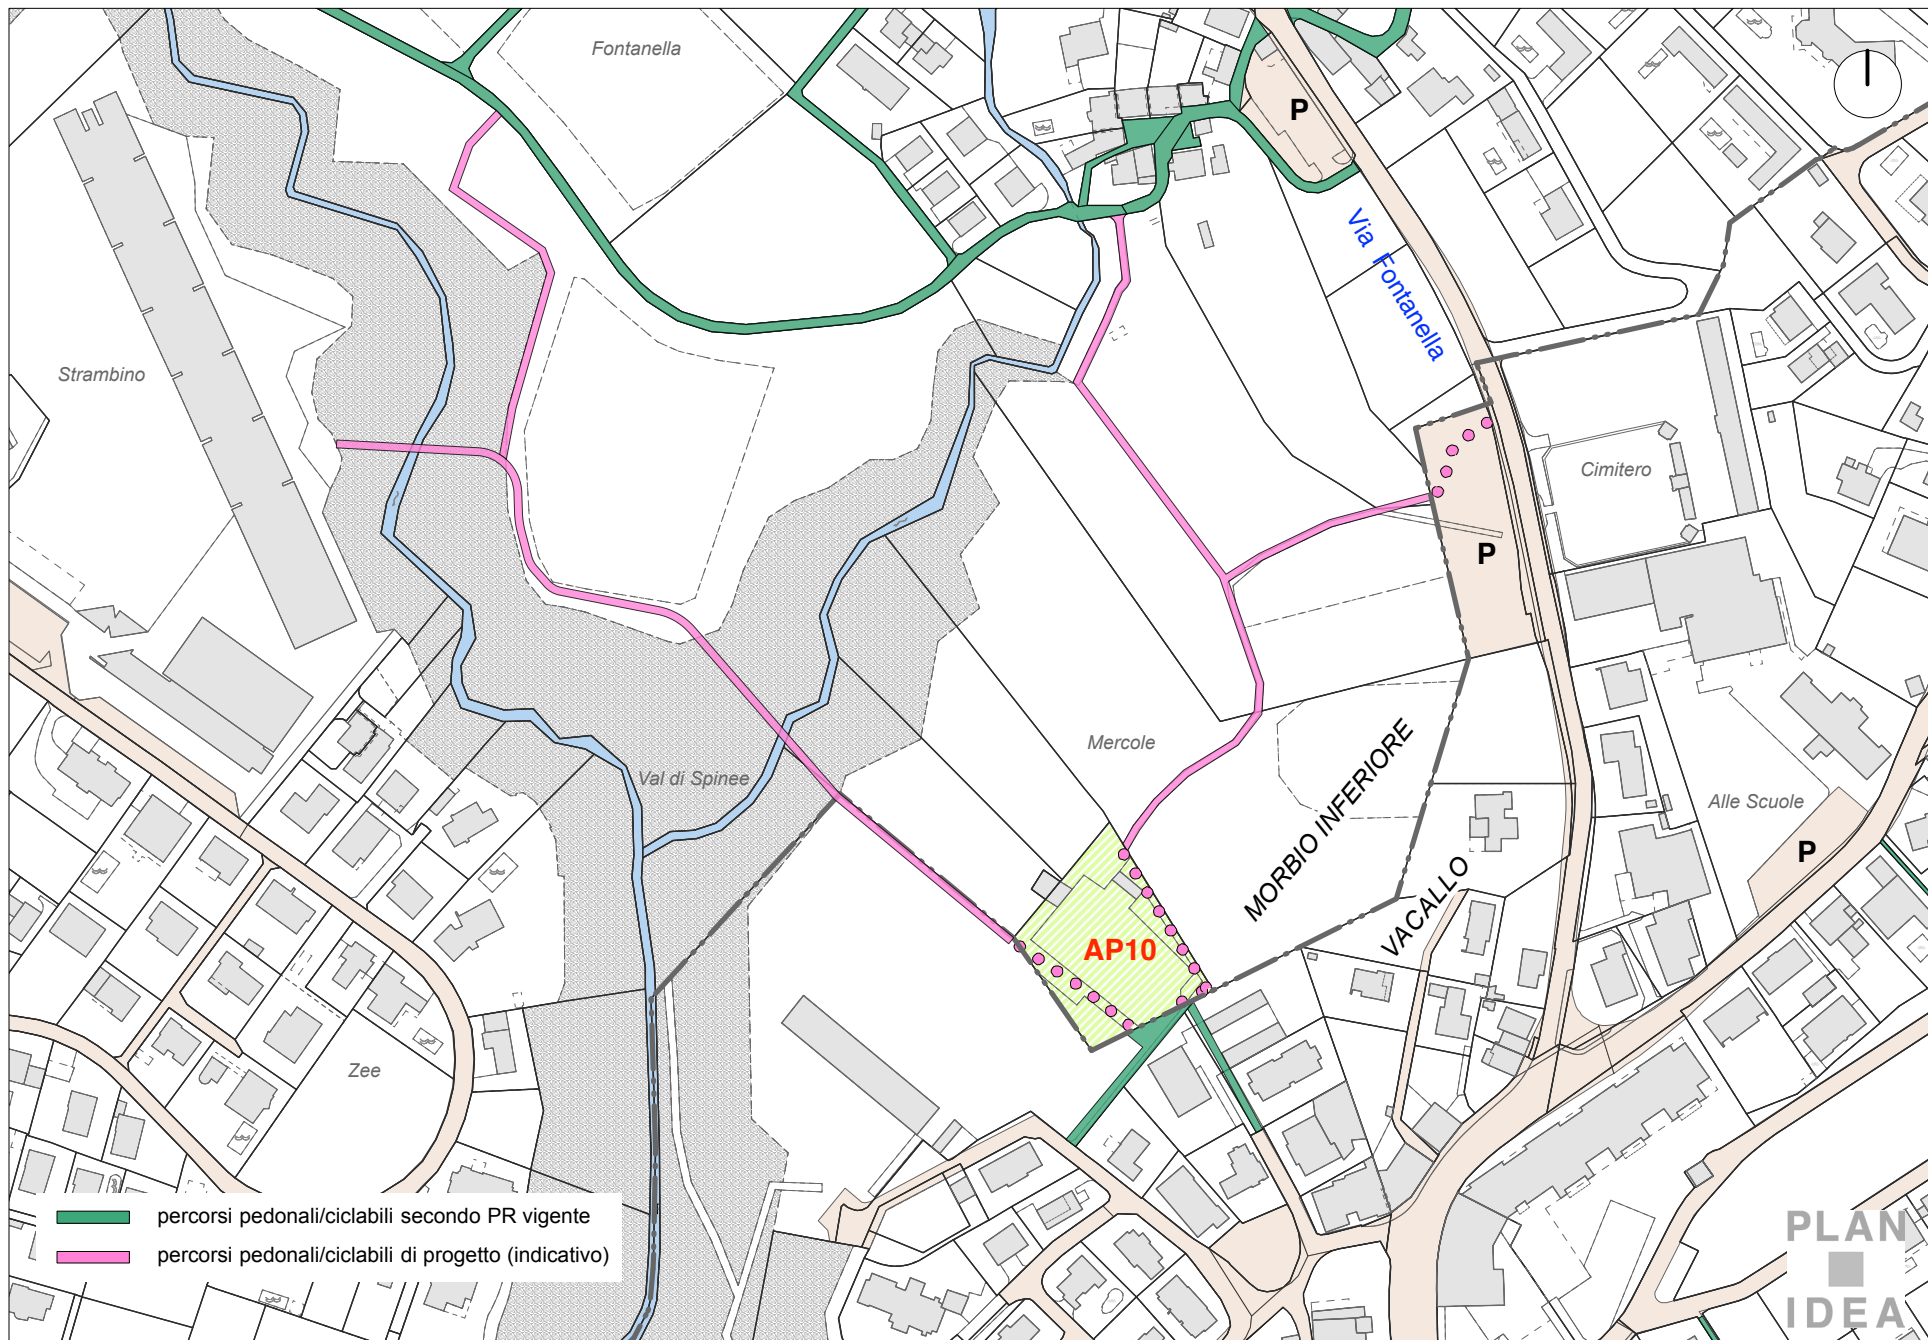 Fontanella
P
Via Fontanella
Strambino
Cimitero
P
Mercole
Val di Spinee
MORBIO INFERIORE
Alle Scuole
P
VACALLO
AP10
Zee
percorsi pedonali/ciclabili secondo PR vigente
percorsi pedonali/ciclabili di progetto (indicativo)
PLAN
IDEA